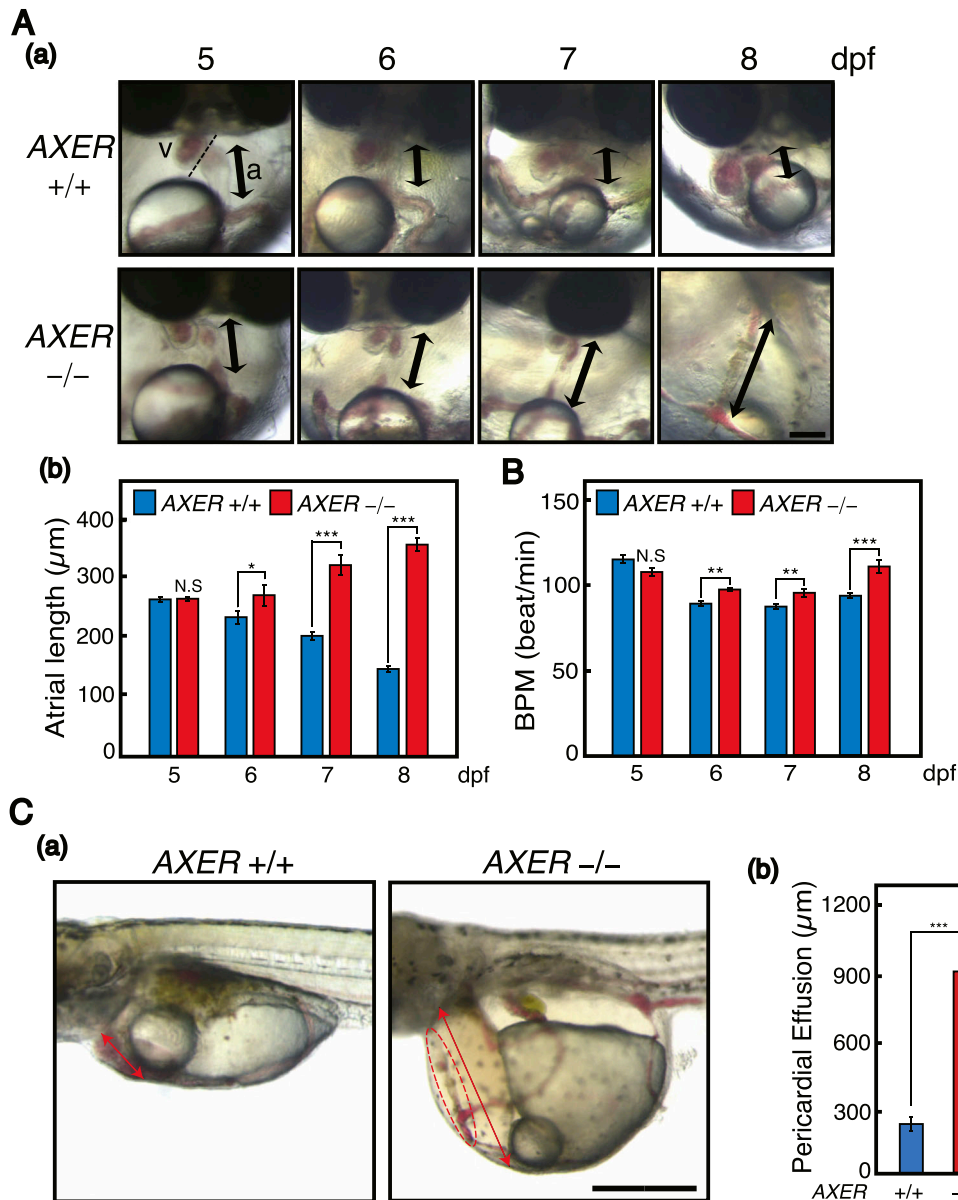 A
(a)
5 6 7 8 dpf
AXER +/+
v
a
AXER –/–
(b)
AXER +/+ AXER –/–
Atrial length (µm)
400
300
200
100
0
N.S
*
***
***
5 6 7 8 dpf
B
AXER +/+ AXER –/–
BPM (beat/min)
150
100
50
0
N.S
**
**
***
5 6 7 8 dpf
C
(a)
AXER +/+ AXER –/–
(b)
Pericardial Effusion (µm)
1200
900
600
300
0
***
AXER +/+ –